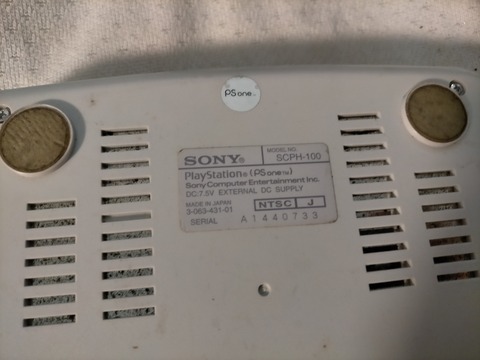 PS one™
SONY®
MODEL NO.
SCPH-100
PlayStation® (PS one™)
Sony Computer Entertainment Inc.
DC:7.5V EXTERNAL DC SUPPLY
MADE IN JAPAN
3-063-431-01
NTSC J
SERIAL A1440733